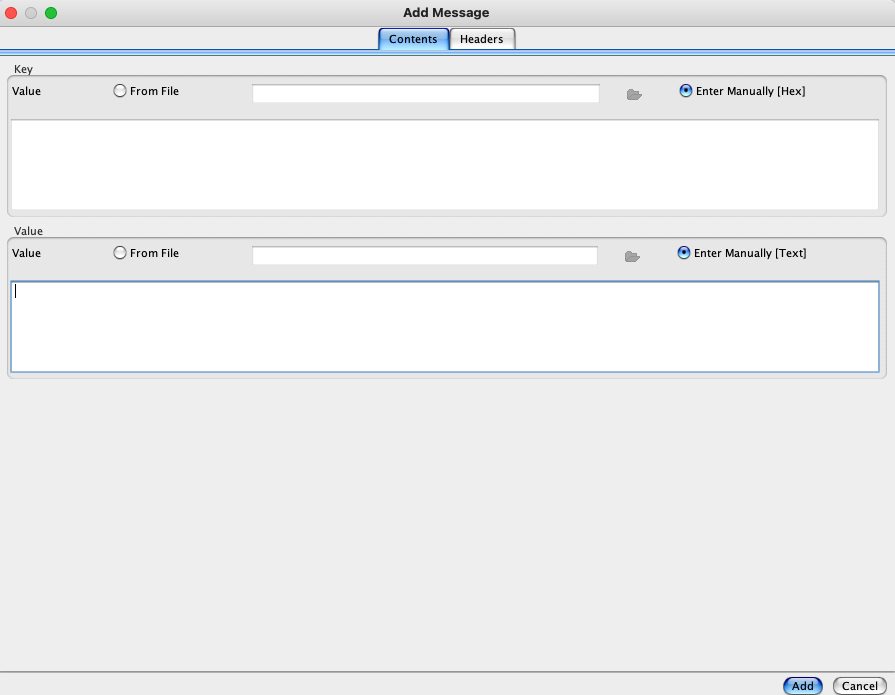 Add Message
Contents Headers
Key
Value From File Enter Manually [Hex]
Value
Value From File Enter Manually [Text]
Add Cancel